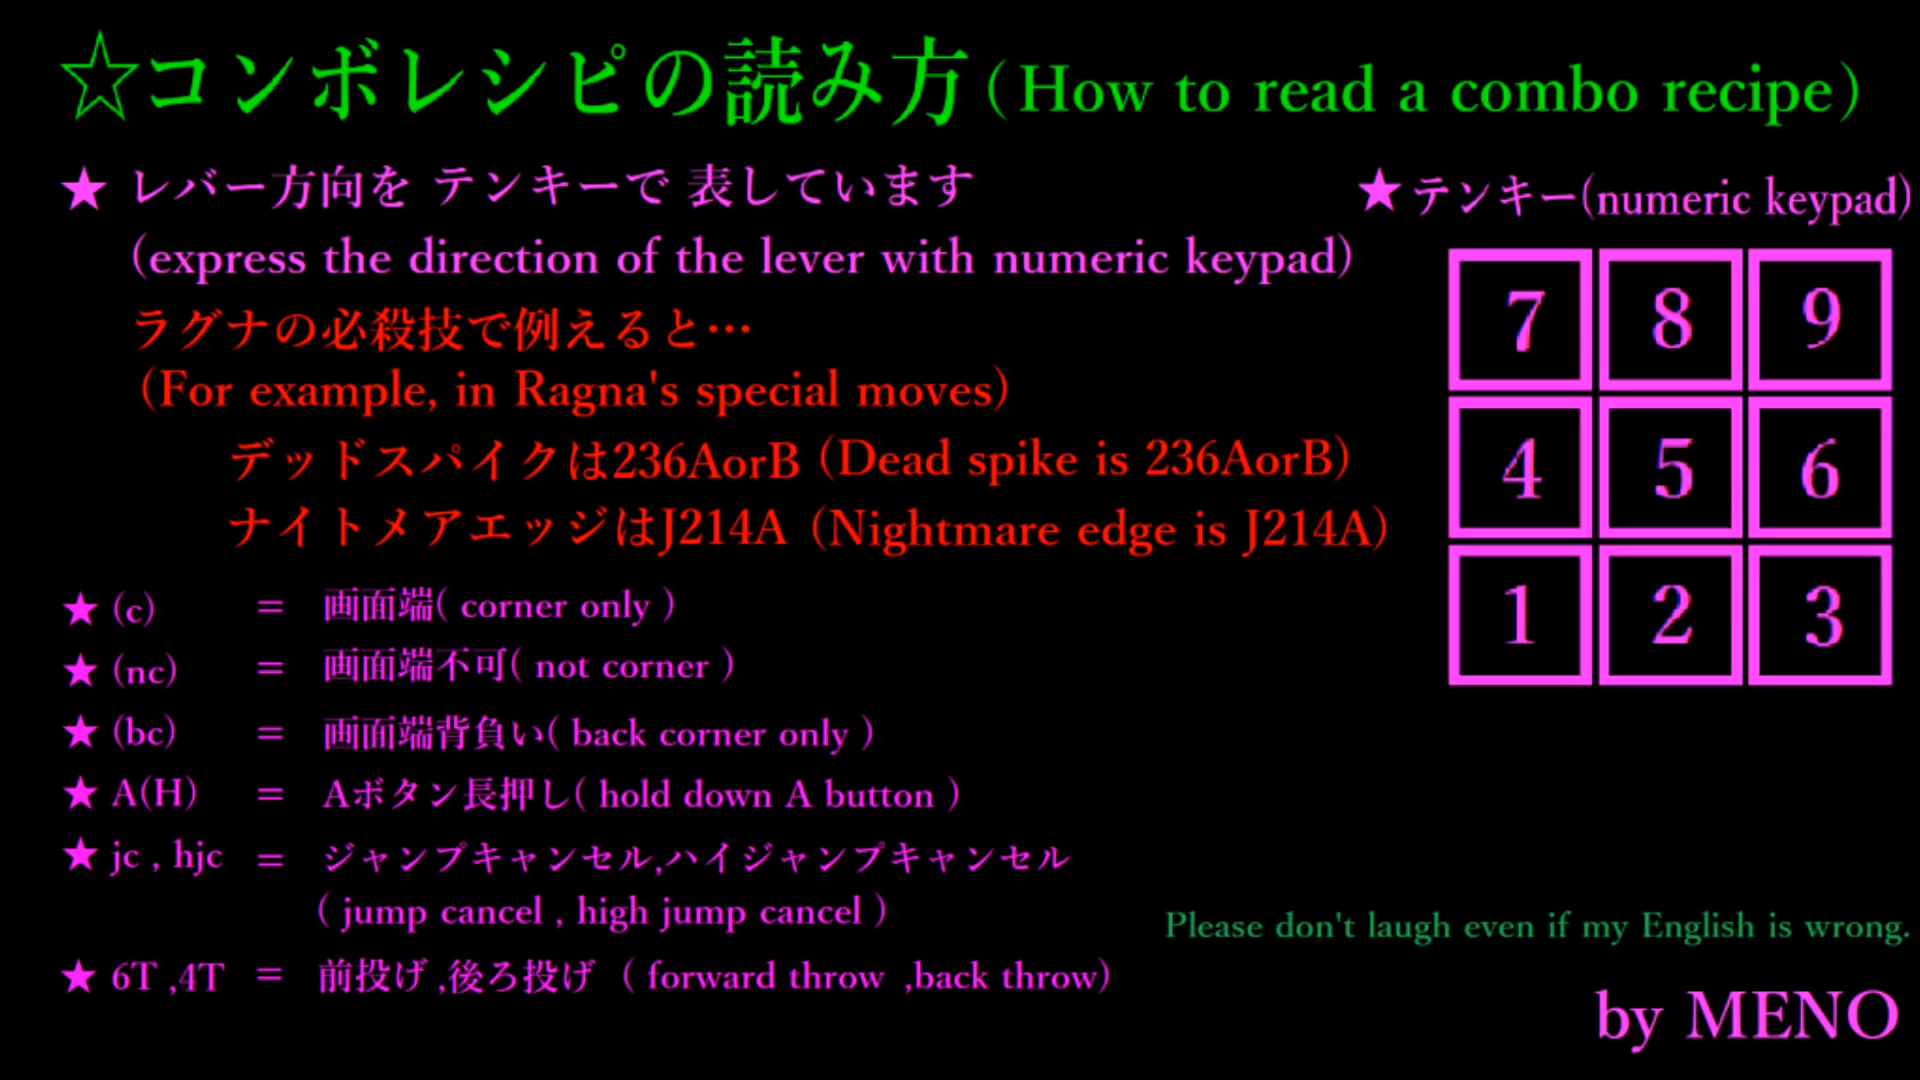 ☆コンボレシピの読み方(How to read a combo recipe)
★ レバー方向を テンキーで 表しています
(express the direction of the lever with numeric keypad)
ラグナの必殺技で例えると…
(For example, in Ragna's special moves)
デッドスパイクは236AorB (Dead spike is 236AorB)
ナイトメアエッジはJ214A (Nightmare edge is J214A)
★テンキー(numeric keypad)
7 8 9
4 5 6
1 2 3
★ (c) = 画面端( corner only )
★ (nc) = 画面端不可( not corner )
★ (bc) = 画面端背負い( back corner only )
★ A(H) = Aボタン長押し( hold down A button )
★ jc , hjc = ジャンプキャンセル,ハイジャンプキャンセル
( jump cancel , high jump cancel )
★ 6T ,4T = 前投げ ,後ろ投げ ( forward throw ,back throw)
Please don't laugh even if my English is wrong.
by MENO